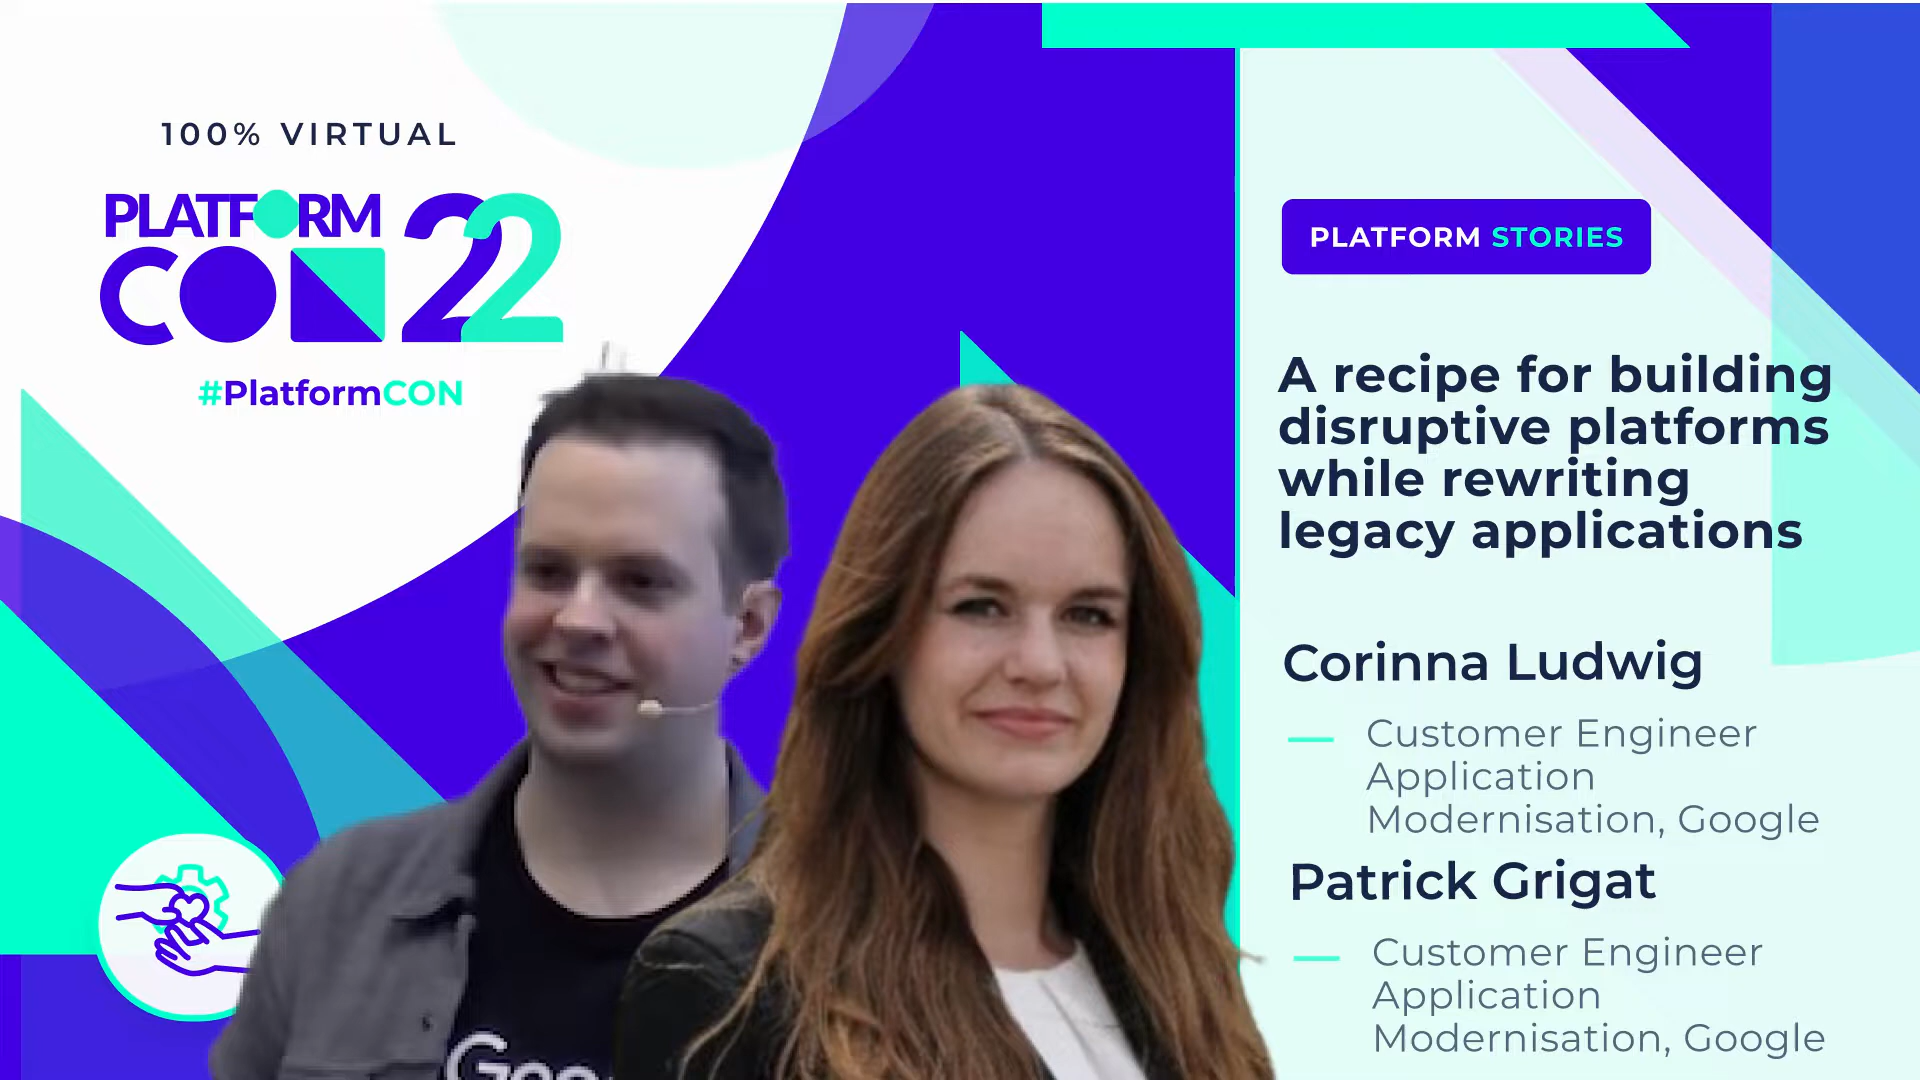 100% VIRTUAL
PLATFORM
CON 22
#PlatformCON
PLATFORM STORIES
A recipe for building
disruptive platforms
while rewriting
legacy applications
Corinna Ludwig
Customer Engineer
Application
Modernisation, Google
Patrick Grigat
Customer Engineer
Application
Modernisation, Google